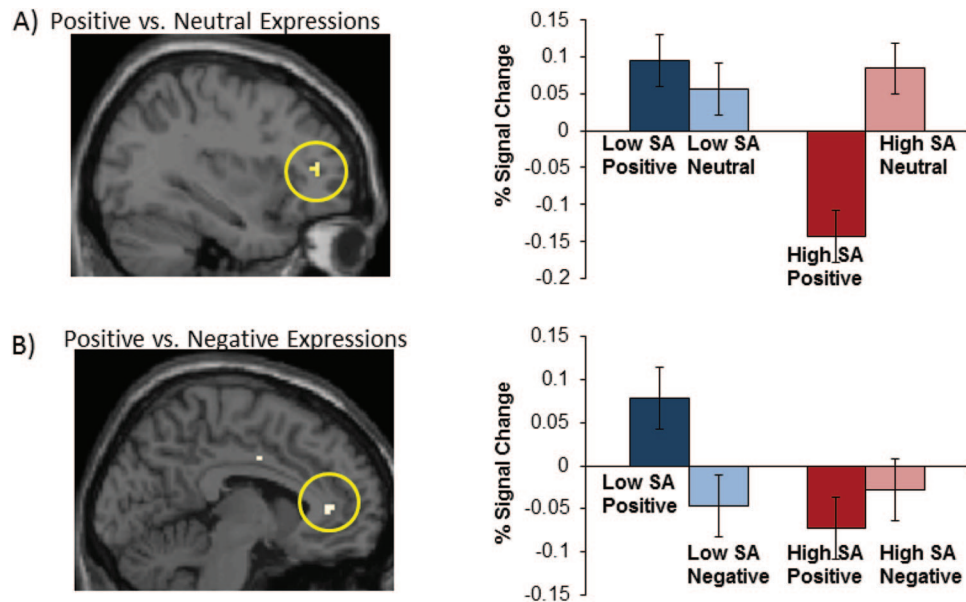 A) Positive vs. Neutral Expressions
% Signal Change
0.15
0.1
0.05
0
-0.05
-0.1
-0.15
-0.2
Low SA
Positive
Low SA
Neutral
High SA
Positive
High SA
Neutral
B) Positive vs. Negative Expressions
% Signal Change
0.15
0.1
0.05
0
-0.05
-0.1
-0.15
Low SA
Positive
Low SA
Negative
High SA
Positive
High SA
Negative